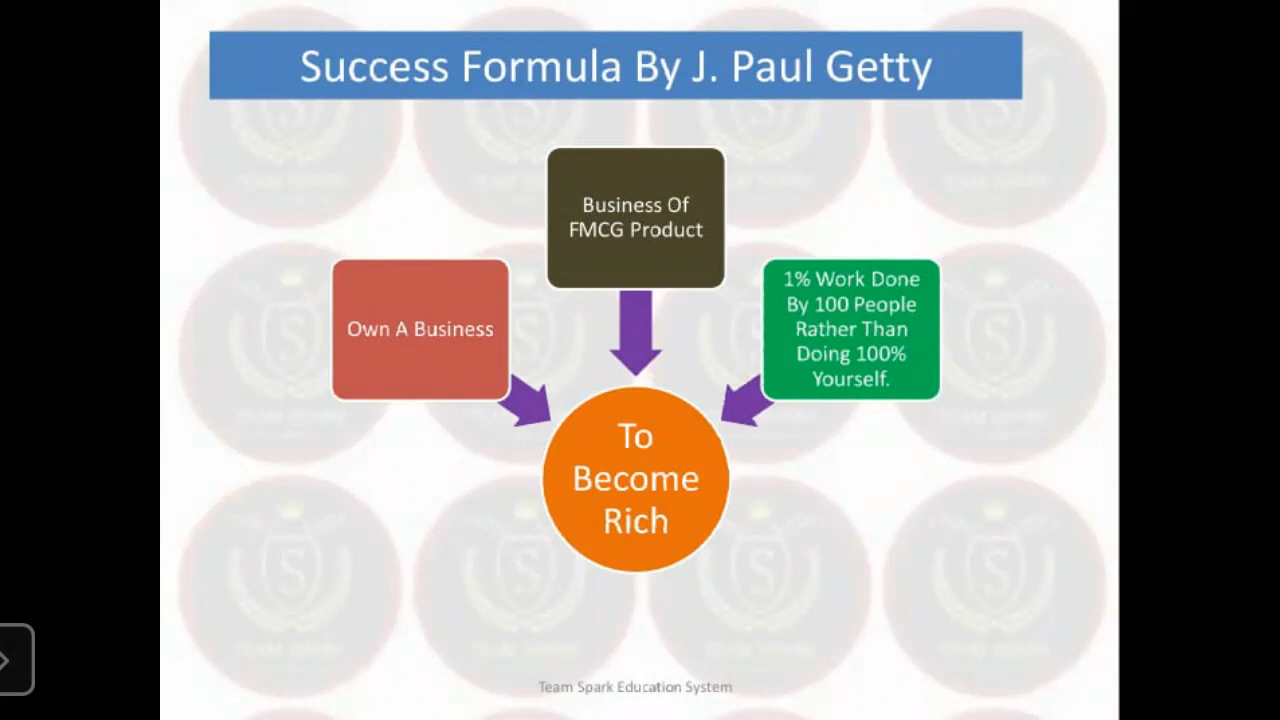 Success Formula By J. Paul Getty
Business Of
FMCG Product
Own A Business
1% Work Done
By 100 People
Rather Than
Doing 100%
Yourself.
To
Become
Rich
Team Spark Education System